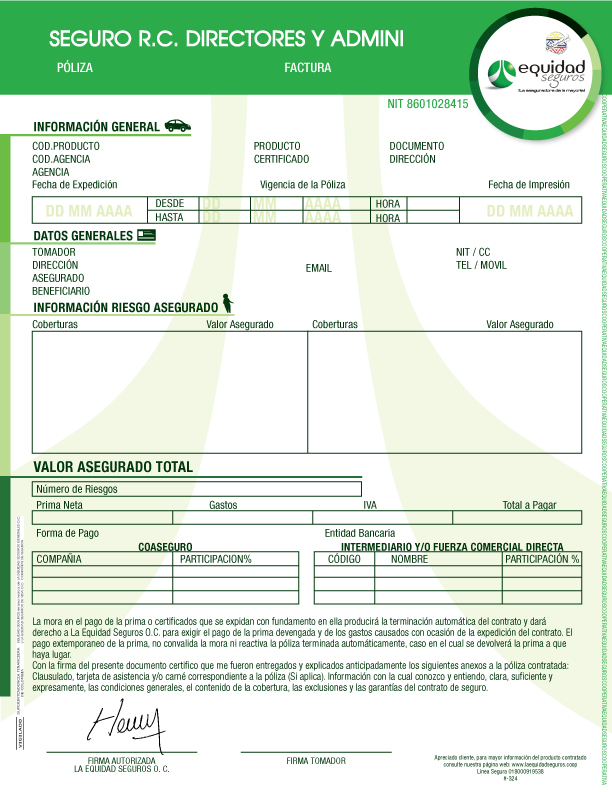 SEGURO R.C. DIRECTORES Y ADMINI
PÓLIZA FACTURA
equidad
seguros
¡La aseguradora de la mayoría!
NIT 8601028415
INFORMACIÓN GENERAL
COD.PRODUCTO PRODUCTO DOCUMENTO
COD.AGENCIA CERTIFICADO DIRECCIÓN
AGENCIA
Fecha de Expedición Vigencia de la Póliza Fecha de Impresión
DD MM AAAA DESDE DD MM AAAA HORA DD MM AAAA
HASTA DD MM AAAA HORA
DATOS GENERALES
TOMADOR NIT / CC
DIRECCIÓN EMAIL TEL / MOVIL
ASEGURADO
BENEFICIARIO
INFORMACIÓN RIESGO ASEGURADO
Coberturas Valor Asegurado Coberturas Valor Asegurado
VALOR ASEGURADO TOTAL
Número de Riesgos
Prima Neta Gastos IVA Total a Pagar
Forma de Pago Entidad Bancaria
COASEGURO INTERMEDIARIO Y/O FUERZA COMERCIAL DIRECTA
COMPAÑIA PARTICIPACION% CÓDIGO NOMBRE PARTICIPACIÓN %
La mora en el pago de la prima o certificados que se expidan con fundamento en ella producirá la terminación automática del contrato y dará
derecho a La Equidad Seguros O.C. para exigir el pago de la prima devengada y de los gastos causados con ocasión de la expedición del contrato. El
pago extemporaneo de la prima, no convalida la mora ni reactiva la póliza terminada automáticamente, caso en el cual se devolverá la prima a que
haya lugar.
Con la firma del presente documento certifico que me fueron entregados y explicados anticipadamente los siguientes anexos a la póliza contratada:
Clausulado, tarjeta de asistencia y/o carné correspondiente a la póliza (Si aplica). Información con la cual conozco y entiendo, clara, suficiente y
expresamente, las condiciones generales, el contenido de la cobertura, las exclusiones y las garantías del contrato de seguro.
FIRMA AUTORIZADA
LA EQUIDAD SEGUROS O. C.
FIRMA TOMADOR
Apreciado cliente, para mayor información del producto contratado
consulte nuestra página web: www.laequidadseguros.coop
Línea Segura 018000919538
#-324
VIGILADO
SUPERINTENDENCIA FINANCIERA
DE COLOMBIA